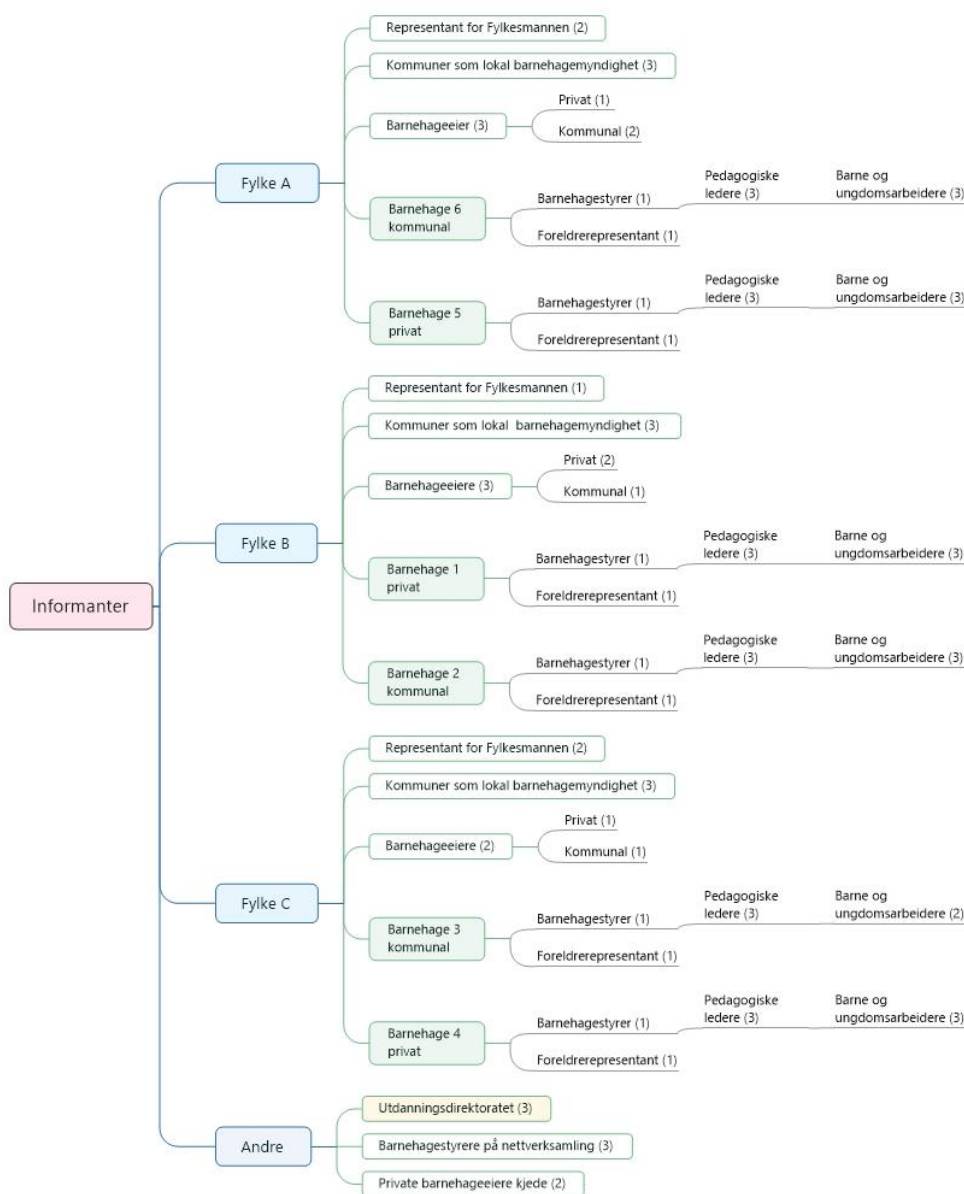 Informanter
Fylke A
Representant for Fylkesmannen (2)
Kommuner som lokal barnehagemyndighet (3)
Barnehageeier (3)
Privat (1)
Kommunal (2)
Barnehage 6
kommunal
Barnehagestyrer (1)
Pedagogiske
ledere (3)
Barne og
ungdomsarbeidere (3)
Foreldrerepresentant (1)
Barnehage 5
privat
Barnehagestyrer (1)
Pedagogiske
ledere (3)
Barne og
ungdomsarbeidere (3)
Foreldrerepresentant (1)
Fylke B
Representant for Fylkesmannen (1)
Kommuner som lokal  barnehagemyndighet (3)
Barnehageeiere (3)
Privat (2)
Kommunal (1)
Barnehage 1
privat
Barnehagestyrer (1)
Pedagogiske
ledere (3)
Barne og
ungdomsarbeidere (3)
Foreldrerepresentant (1)
Barnehage 2
kommunal
Barnehagestyrer (1)
Pedagogiske
ledere (3)
Barne og
ungdomsarbeidere (3)
Foreldrerepresentant (1)
Fylke C
Representant for Fylkesmannen (2)
Kommuner som lokal barnehagemyndighet (3)
Barnehageeiere (2)
Privat (1)
Kommunal (1)
Barnehage 3
kommunal
Barnehagestyrer (1)
Pedagogiske
ledere (3)
Barne og
ungdomsarbeidere (2)
Foreldrerepresentant (1)
Barnehage 4
privat
Barnehagestyrer (1)
Pedagogiske
ledere (3)
Barne og
ungdomsarbeidere (3)
Foreldrerepresentant (1)
Andre
Utdanningsdirektoratet (3)
Barnehagestyrere på nettverksamling (3)
Private barnehageeiere kjede (2)